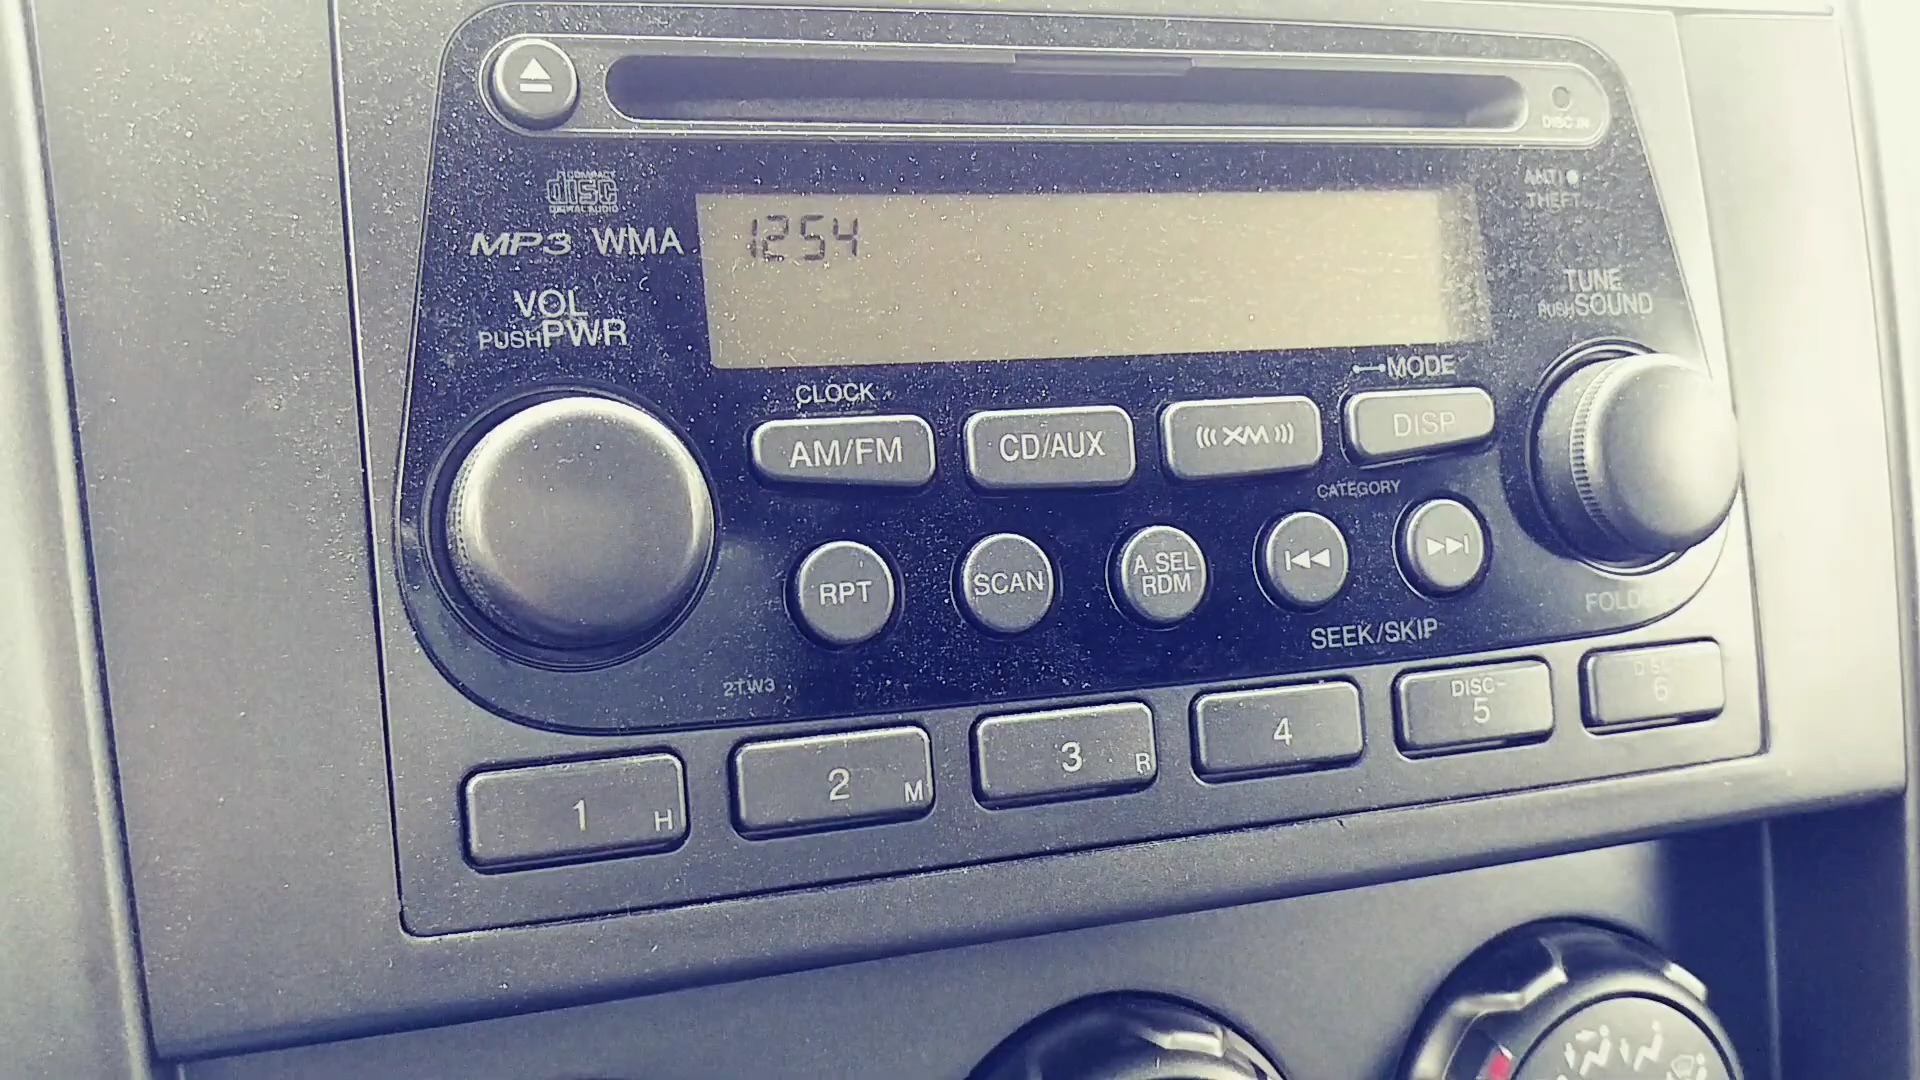 DISC IN
COMPACT
disc
DIGITAL AUDIO
ANTI
THEFT
MP3 WMA
1254
VOL
PUSH PWR
TUNE
PUSH SOUND
CLOCK
MODE
AM/FM
CD/AUX
((( XM )))
DISP
CATEGORY
RPT
SCAN
A.SEL
RDM
SEEK/SKIP
2TW3
1 H
2 M
3 R
4
DISC-
5
DISC
6